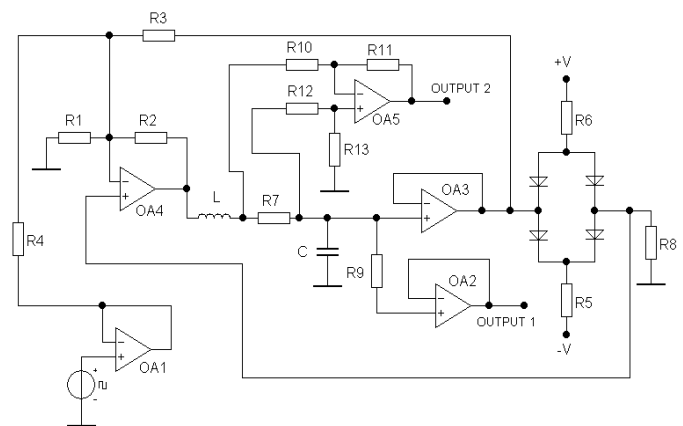 R3
R10
R11
+V
R12
OUTPUT 2
OA5
R6
R1
R2
R13
OA4
L
R7
OA3
R4
C
R9
OA2
R8
+
-
OA1
OUTPUT 1
R5
-V